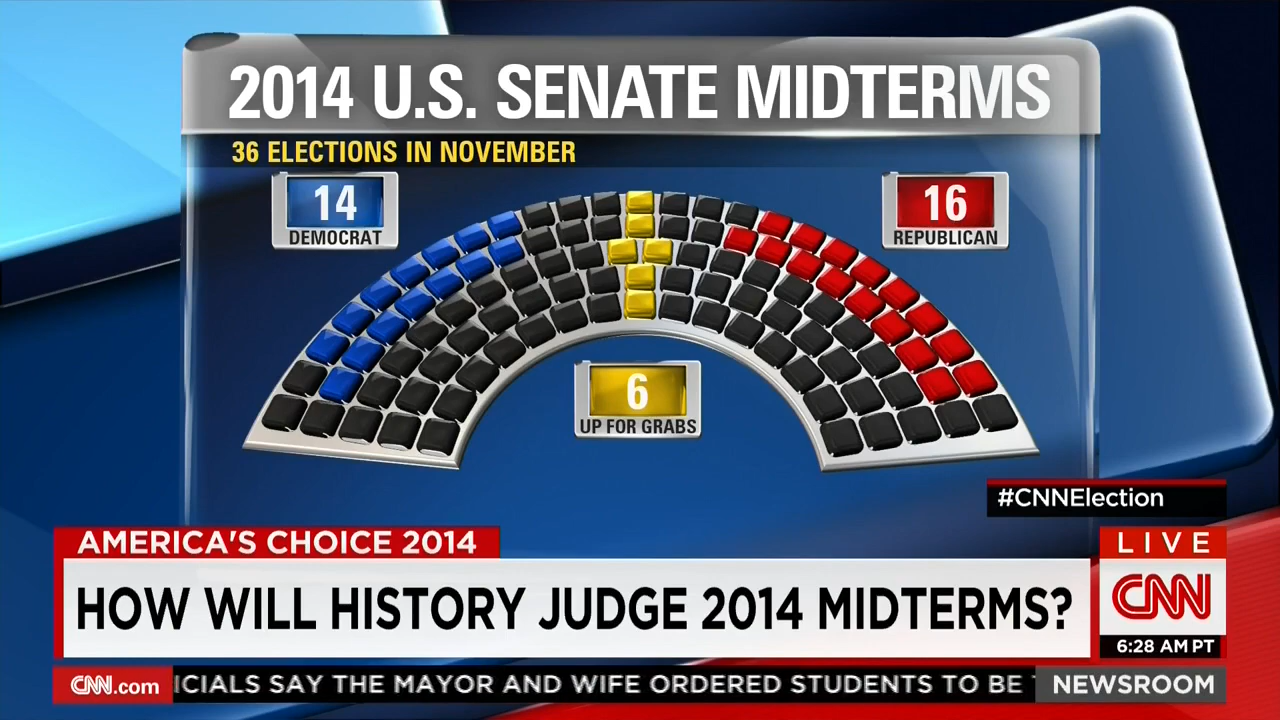 2014 U.S. SENATE MIDTERMS
36 ELECTIONS IN NOVEMBER
14
DEMOCRAT
16
REPUBLICAN
6
UP FOR GRABS
#CNNElection
AMERICA'S CHOICE 2014
HOW WILL HISTORY JUDGE 2014 MIDTERMS?
LIVE
CNN
6:28 AM PT
CNN.com
SAY THE MAYOR AND WIFE ORDERED STUDENTS TO BE
NEWSROOM